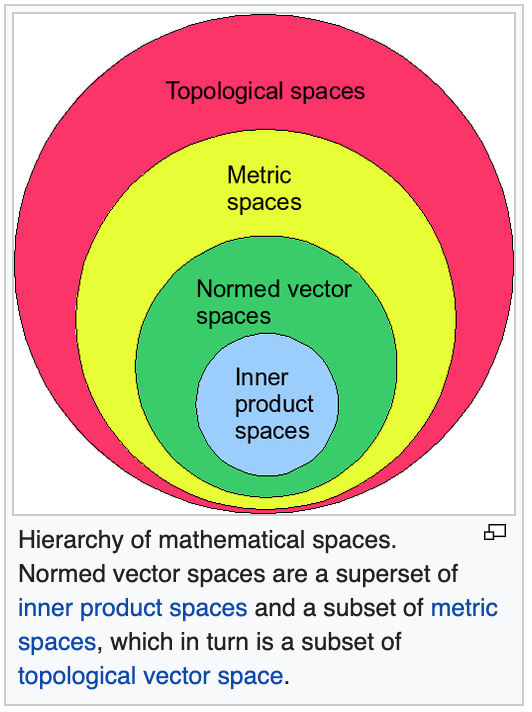 Topological spaces
Metric
spaces
Normed vector
spaces
Inner
product
spaces
Hierarchy of mathematical spaces.
Normed vector spaces are a superset of
inner product spaces and a subset of metric
spaces, which in turn is a subset of
topological vector space.